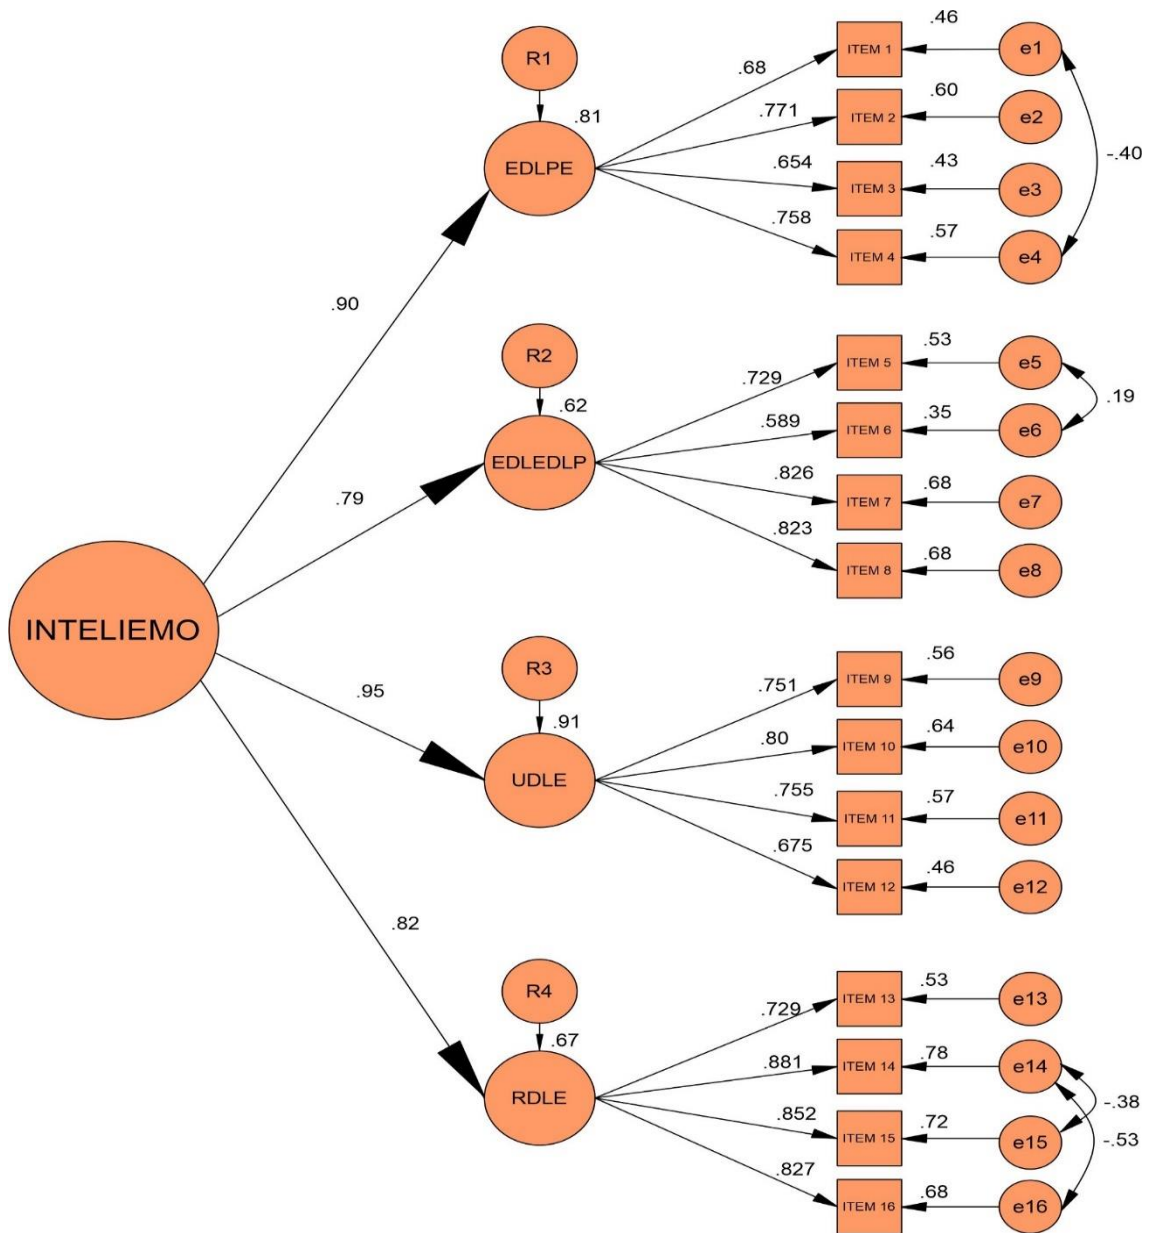 R1
.81
EDLPE
.68
.771
.654
.758
ITEM 1
.46
e1
ITEM 2
.60
e2
ITEM 3
.43
e3
ITEM 4
.57
e4
-.40
.90
R2
.62
EDLEDLP
.729
.589
.826
.823
ITEM 5
.53
e5
ITEM 6
.35
e6
ITEM 7
.68
e7
ITEM 8
.68
e8
.19
.79
INTELIEMO
.95
R3
.91
UDLE
.751
.80
.755
.675
ITEM 9
.56
e9
ITEM 10
.64
e10
ITEM 11
.57
e11
ITEM 12
.46
e12
.82
R4
.67
RDLE
.729
.881
.852
.827
ITEM 13
.53
e13
ITEM 14
.78
e14
ITEM 15
.72
e15
ITEM 16
.68
e16
-.38
-.53